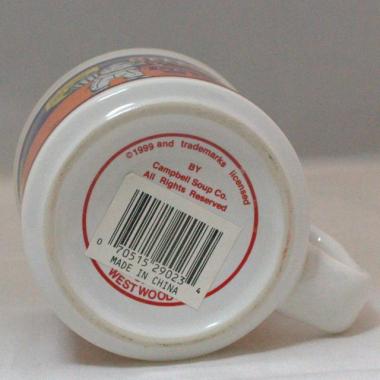 ©1999 and trademarks licensed
BY
Campbell Soup Co.
All Rights Reserved
0 70515 29023 4
MADE IN CHINA
WESTWOOD